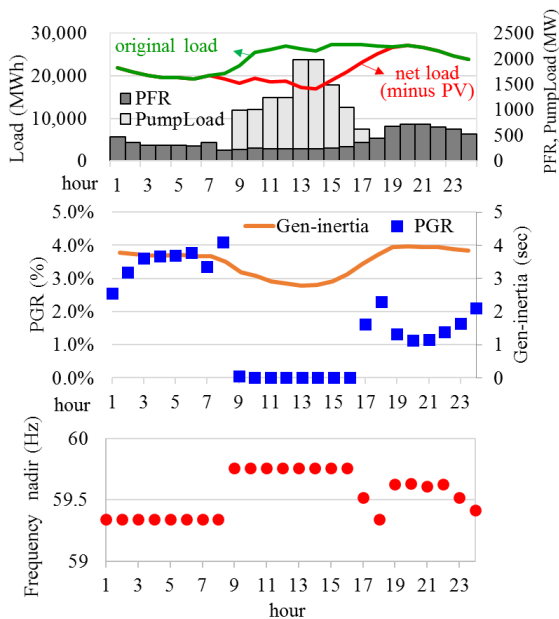 Load (MWh)
30,000
20,000
10,000
0
original load
net load
(minus PV)
PFR
PumpLoad
2500
2000
1500
1000
500
0
PFR, PumpLoad (MW)
hour
1 3 5 7 9 11 13 15 17 19 21 23
PGR (%)
5.0%
4.0%
3.0%
2.0%
1.0%
0.0%
Gen-inertia
PGR
5
4
3
2
1
0
Gen-inertia (sec)
hour
1 3 5 7 9 11 13 15 17 19 21 23
Frequency nadir (Hz)
60
59.5
59
1 3 5 7 9 11 13 15 17 19 21 23
hour